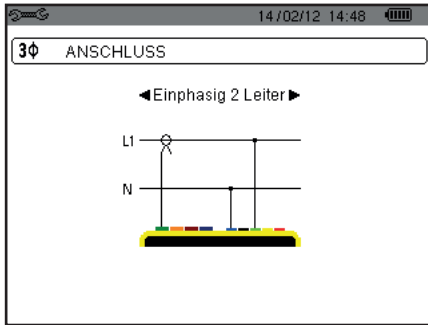 14/02/12 14:48
3Φ ANSCHLUSS
◄Einphasig 2 Leiter►
L1
N